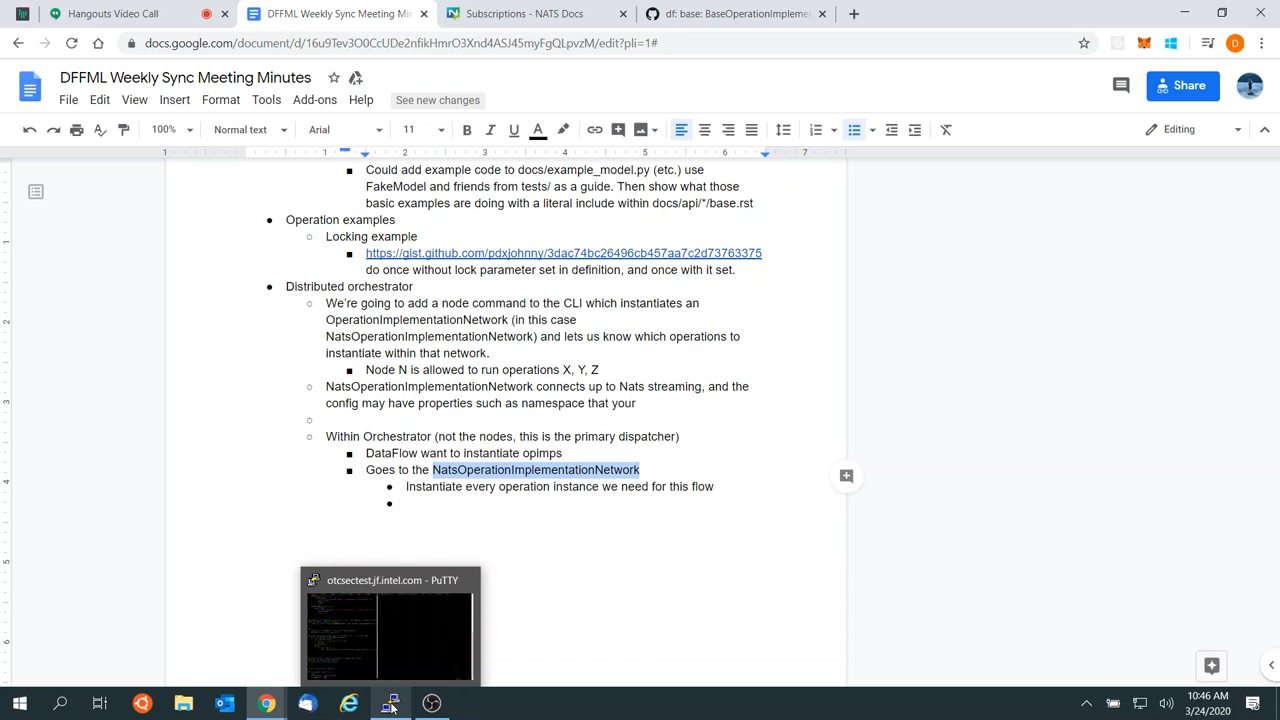 Hangouts Video Call
DFFML Weekly Sync Meeting Min
Subscriptions - NATS Docs
df: base: BaseOperationImpleme
docs.google.com/document/d/16u9Tev3O0CcUDe2nfikHmrO3Xnd4ASJ45myFgQLpvzM/edit?pli=1#
D
DFFML Weekly Sync Meeting Minutes
File Edit View Insert Format Tools Add-ons Help See new changes
Share
100% Normal text Arial 11 Editing
1 2 3 4 5 6 7
Could add example code to docs/example_model.py (etc.) use
FakeModel and friends from tests/ as a guide. Then show what those
basic examples are doing with a literal include within docs/api/*/base.rst
Operation examples
Locking example
https://gist.github.com/pdxjohnny/3dac74bc26496cb457aa7c2d73763375
do once without lock parameter set in definition, and once with it set.
Distributed orchestrator
We're going to add a node command to the CLI which instantiates an
OperationImplementationNetwork (in this case
NatsOperationImplementationNetwork) and lets us know which operations to
instantiate within that network.
Node N is allowed to run operations X, Y, Z
NatsOperationImplementationNetwork connects up to Nats streaming, and the
config may have properties such as namespace that your
Within Orchestrator (not the nodes, this is the primary dispatcher)
DataFlow want to instantiate opimps
Goes to the NatsOperationImplementationNetwork
Instantiate every operation instance we need for this flow
otcsectest.jf.intel.com - PuTTY
10:46 AM
3/24/2020